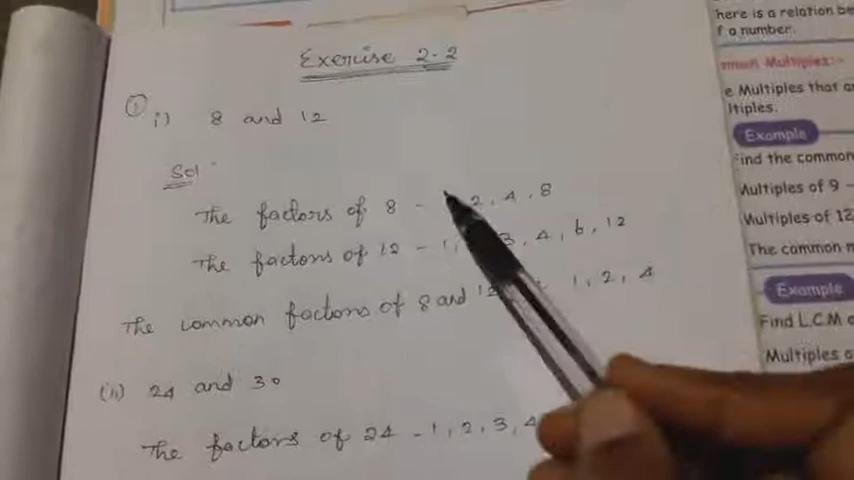 Exercise 2.2
① i) 8 and 12
Sol
The factors of 8 - 2, 4, 8
The factors of 12 - 1, 3, 4, 6, 12
The common factors of 8 and 12 1, 2, 4
(ii) 24 and 30
The factors of 24 - 1, 2, 3, 4
here is a relation be
f a number.
mmon Multiples:-
e Multiples that ar
ltiples.
Example
Find the common
Multiples of 9 -
Multiples of 12
The common m
Example
Find L.C.M o
Multiples o